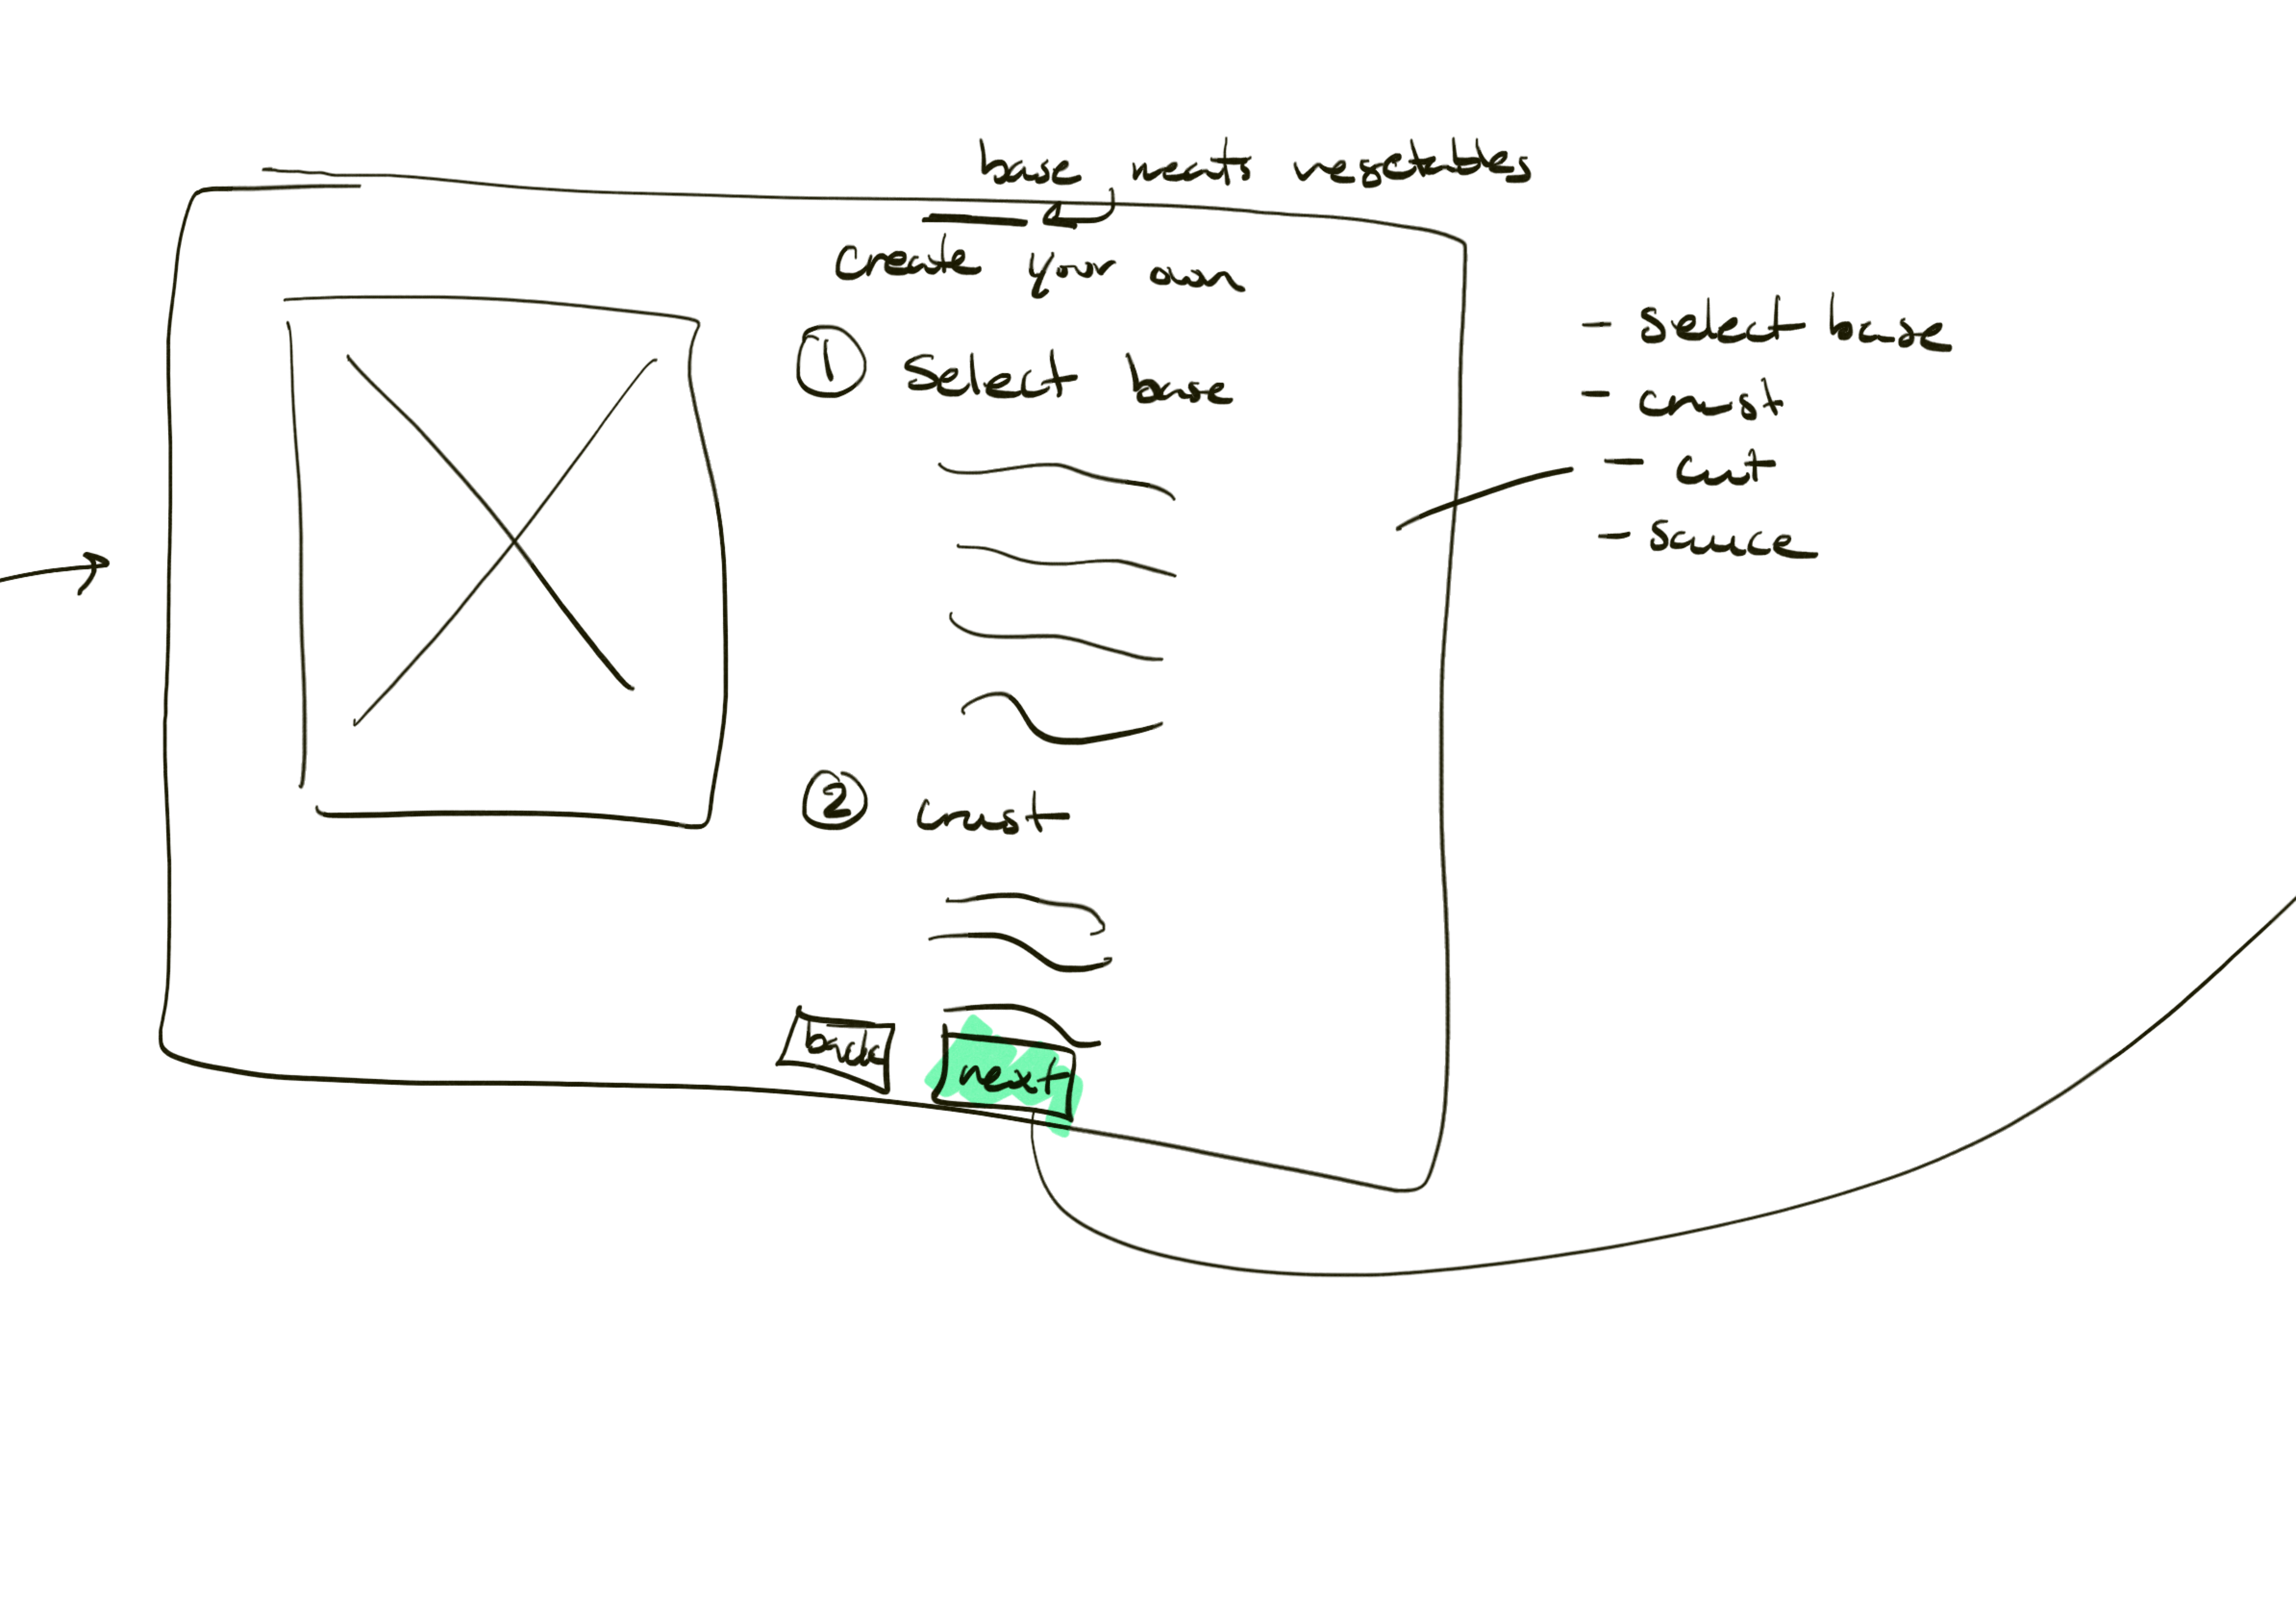 base meats vegetables
create your own
① Select base
② crust
back
next
- Select base
- crust
- cut
- Sauce